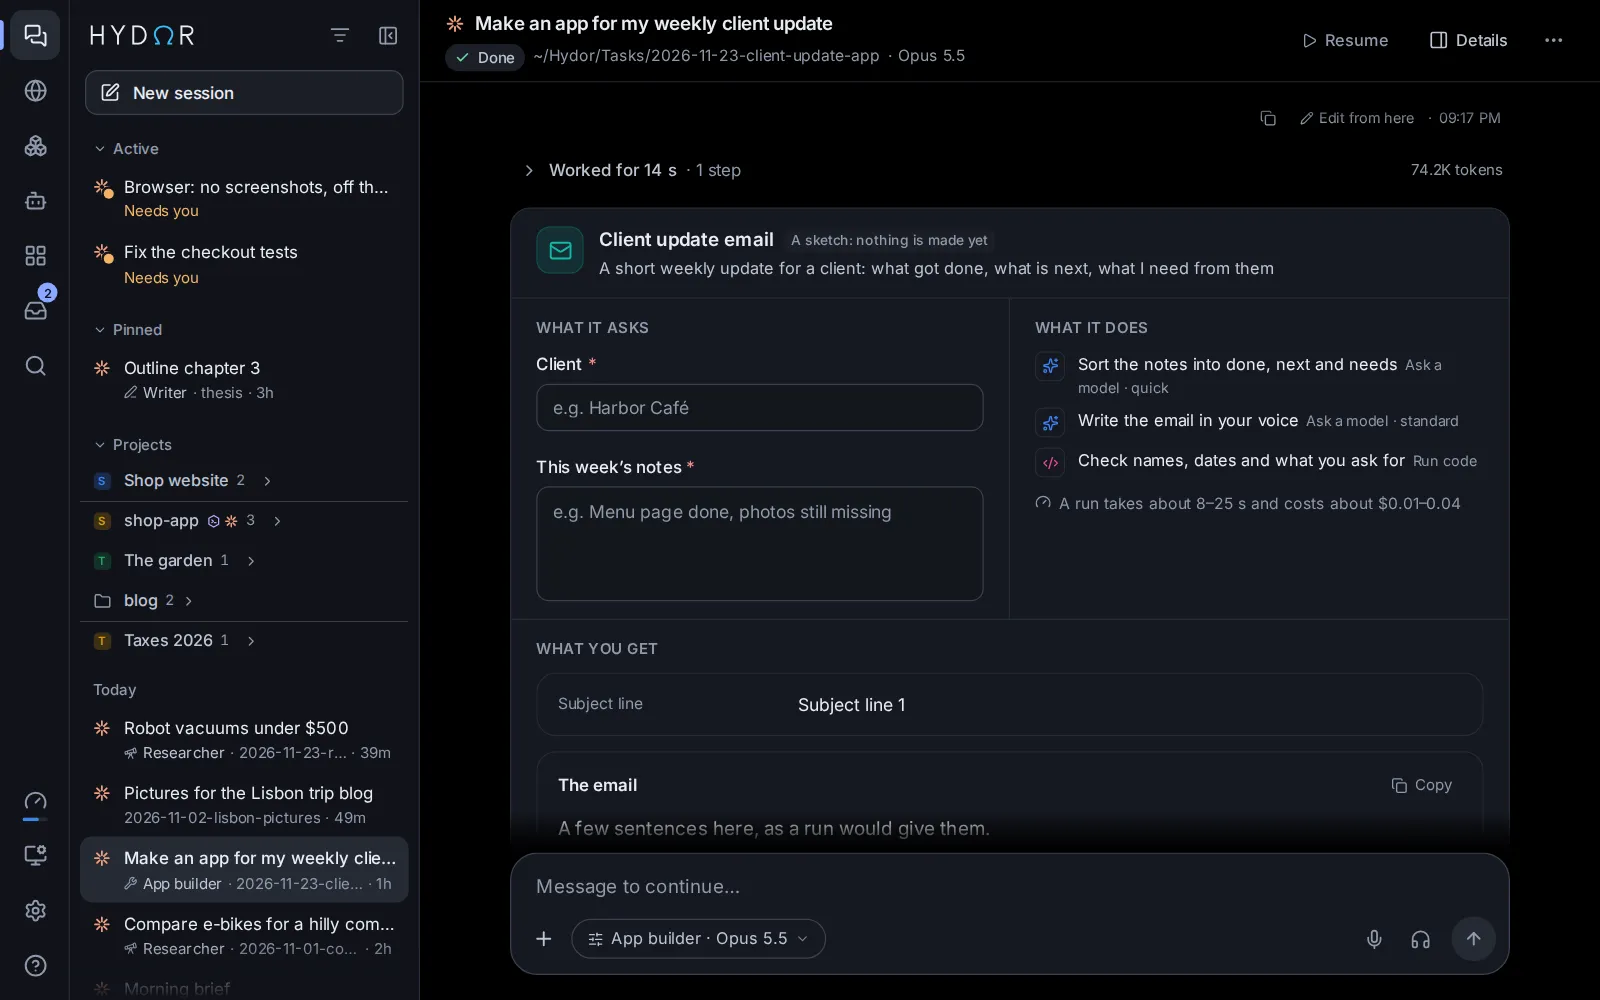 HYDΩR
New session
Active
Browser: no screenshots, off th...
Needs you
Fix the checkout tests
Needs you
Pinned
Outline chapter 3
Writer · thesis · 3h
Projects
S Shop website 2
S shop-app 3
T The garden 1
blog 2
T Taxes 2026 1
Today
Robot vacuums under $500
Researcher · 2026-11-23-r... · 39m
Pictures for the Lisbon trip blog
2026-11-02-lisbon-pictures · 49m
Make an app for my weekly clie...
App builder · 2026-11-23-clie... · 1h
Compare e-bikes for a hilly com...
Researcher · 2026-11-01-co... · 2h
Morning brief
2
Make an app for my weekly client update
Done ~/Hydor/Tasks/2026-11-23-client-update-app · Opus 5.5
Resume
Details
Edit from here · 09:17 PM
Worked for 14 s · 1 step
74.2K tokens
Client update email A sketch: nothing is made yet
A short weekly update for a client: what got done, what is next, what I need from them
WHAT IT ASKS
Client *
e.g. Harbor Café
This week's notes *
e.g. Menu page done, photos still missing
WHAT IT DOES
Sort the notes into done, next and needs Ask a
model · quick
Write the email in your voice Ask a model · standard
Check names, dates and what you ask for Run code
A run takes about 8–25 s and costs about $0.01–0.04
WHAT YOU GET
Subject line
Subject line 1
The email
Copy
A few sentences here, as a run would give them.
Message to continue...
App builder · Opus 5.5